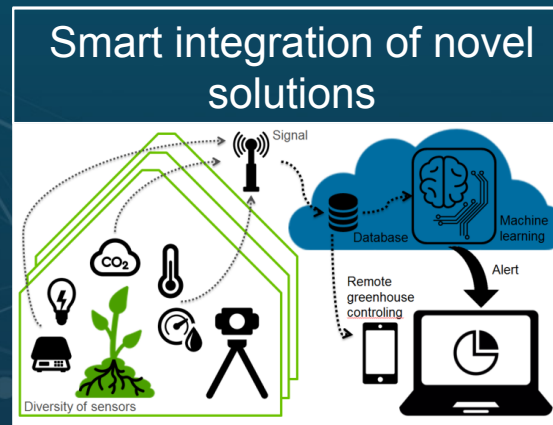 Smart integration of novel
solutions
Signal
CO2
Database
Machine
learning
Alert
Remote
greenhouse
controling
Diversity of sensors